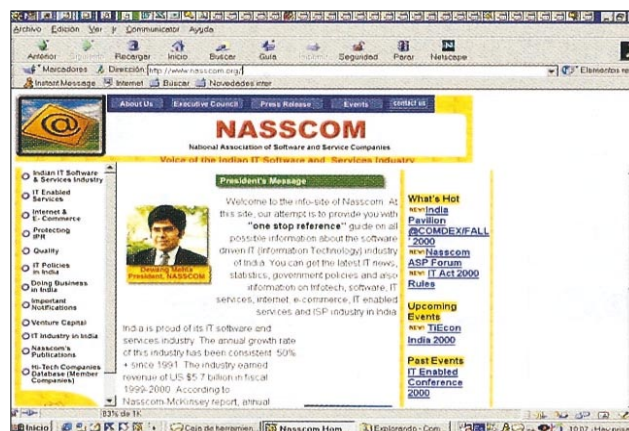 Archivo Edición Ver Ir Communicator Ayuda
Anterior Recargar Inicio Buscar Guía Seguridad Parar Netscape
Marcadores Dirección http://www.nasscom.org/ Elementos
Instant Message Internet Buscar Novedades
About Us Executive Council Press Release Events contact us
NASSCOM
National Association of Software and Service Companies
Voice of the Indian IT Software and Services Industry
Indian IT Software
& Services Industry
IT Enabled
Services
Internet &
E- Commerce
Protecting
IPR
Quality
IT Policies
in India
Doing Business
in India
Important
Notifications
Venture Capital
IT Industry in India
Nasscom's
Publications
Hi-Tech Companies
Database (Member
Companies)
President's Message
Welcome to the info-site of Nasscom. At
this site, our attempt is to provide you with
"one stop reference" guide on all
possible information about the software
driven IT (Information Technology) industry
of India. You can get the latest IT news,
statistics, government policies and also
information on Infotech, software, IT
services, internet, e-commerce, IT enabled
services and ISP industry in India
Dewang Mehta
President, NASSCOM
India is proud of its IT software and
services industry. The annual growth rate
of this industry has been consistent 50%
+ since 1991. The industry earned
revenue of US $5.7 billion in fiscal
1999-2000. According to
Nasscom-McKinsey report, annual
What's Hot
NEW! India
Pavilion
@COMDEX/FALL
' 2000
NEW! Nasscom
ASP Forum
NEW! IT Act 2000
Rules
Upcoming
Events
NEW! TiEcon
India 2000
Past Events
IT Enabled
Conference
2000
83% de 1K
Inicio Caja de herramien... Nasscom Hom... Explorando - Com... 10:07